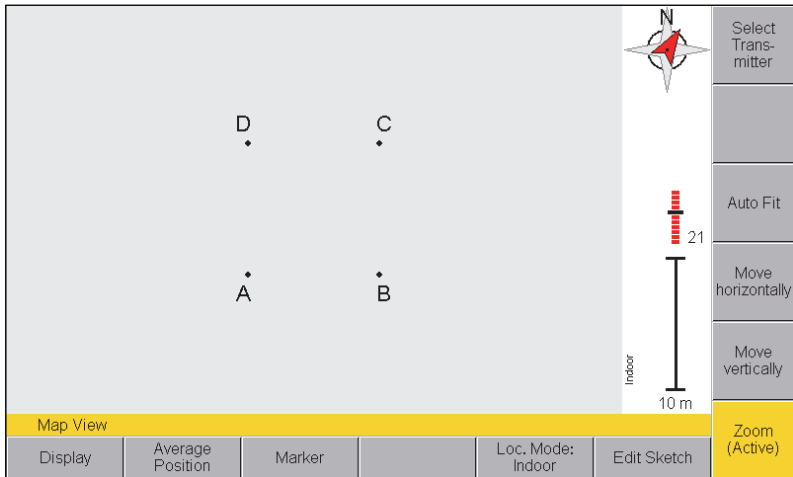 N
Select
Trans-
mitter
D
C
Auto Fit
21
A
B
Move
horizontally
Indoor
Move
vertically
10 m
Map View
Zoom
(Active)
Display
Average
Position
Marker
Loc. Mode:
Indoor
Edit Sketch